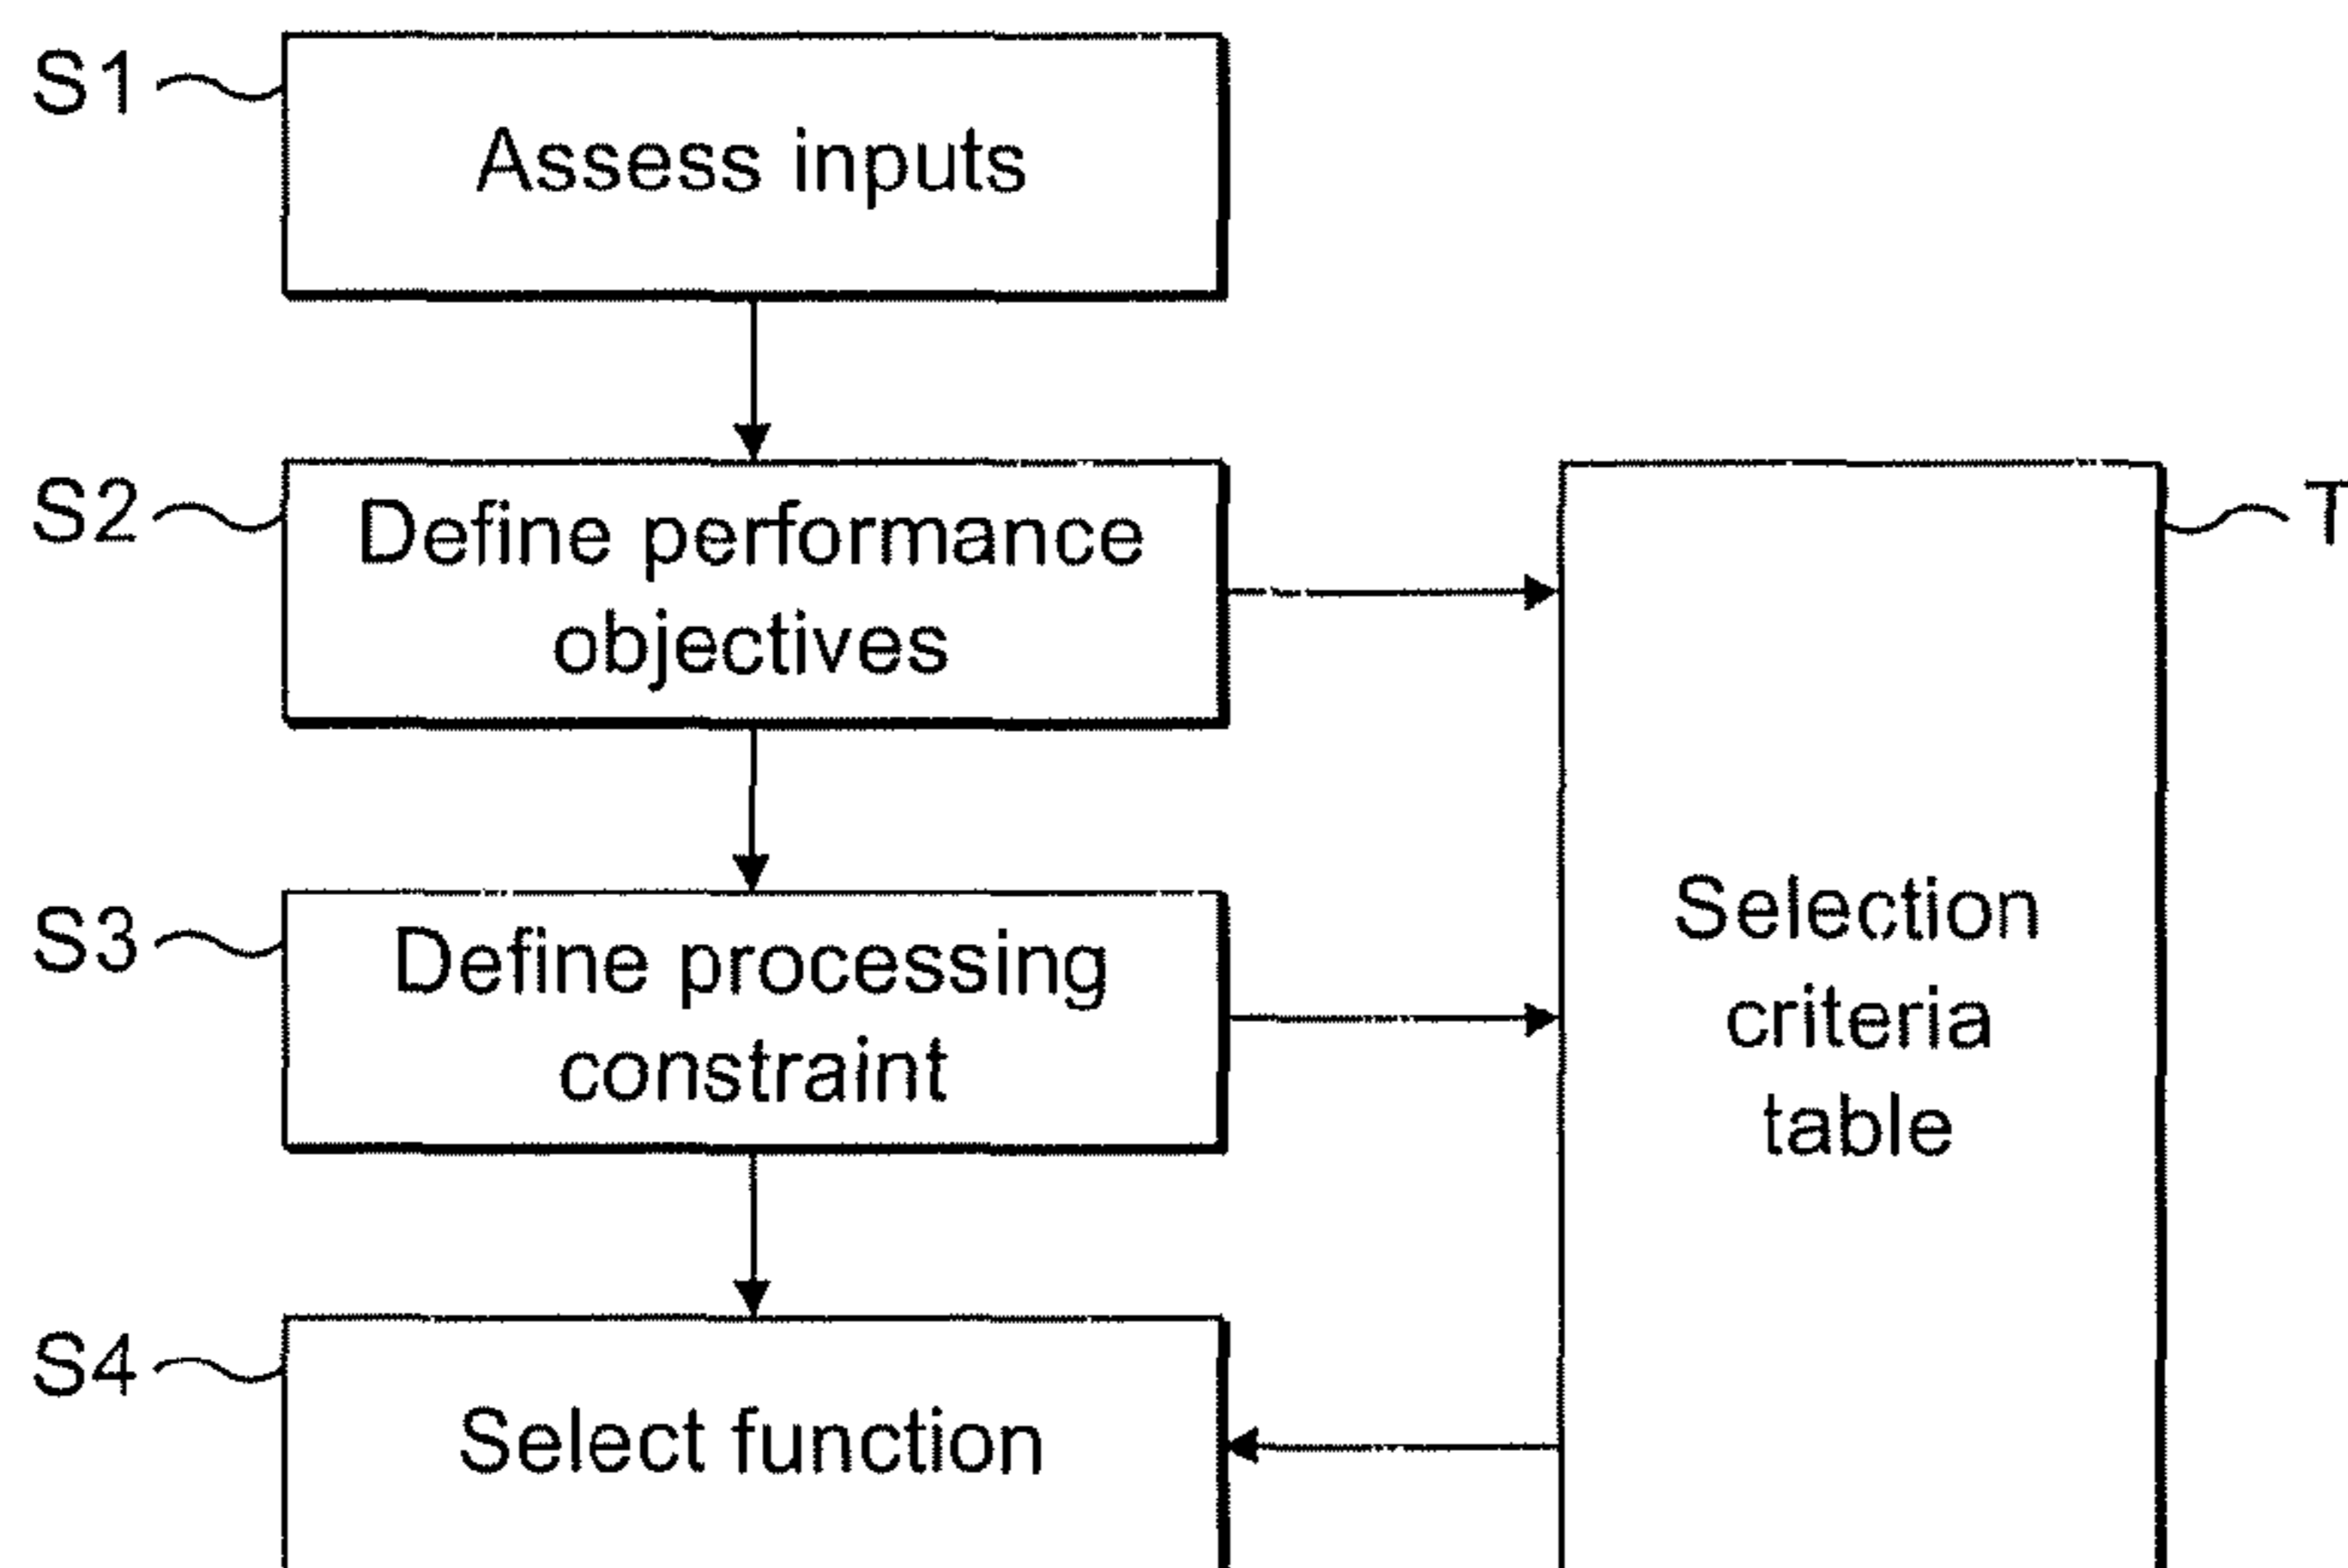 S1
Assess inputs
S2
Define performance
objectives
T
S3
Define processing
constraint
Selection
criteria
table
S4
Select function